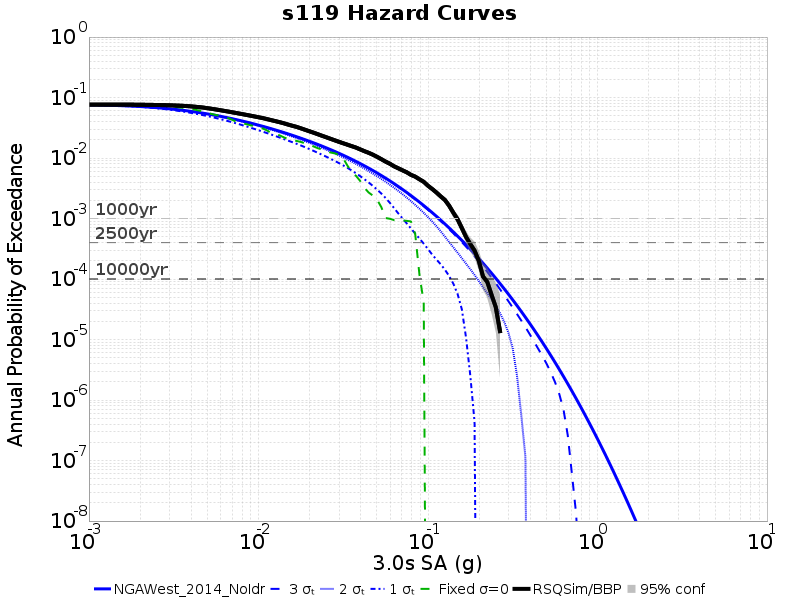 s119 Hazard Curves
Annual Probability of Exceedance
10^0
10^-1
10^-2
10^-3
10^-4
10^-5
10^-6
10^-7
10^-8
1000yr
2500yr
10000yr
10^-3 10^-2 10^-1 10^0 10^1
3.0s SA (g)
NGAWest_2014_NoIdr 3 σₜ 2 σₜ 1 σₜ Fixed σ=0 RSQSim/BBP 95% conf